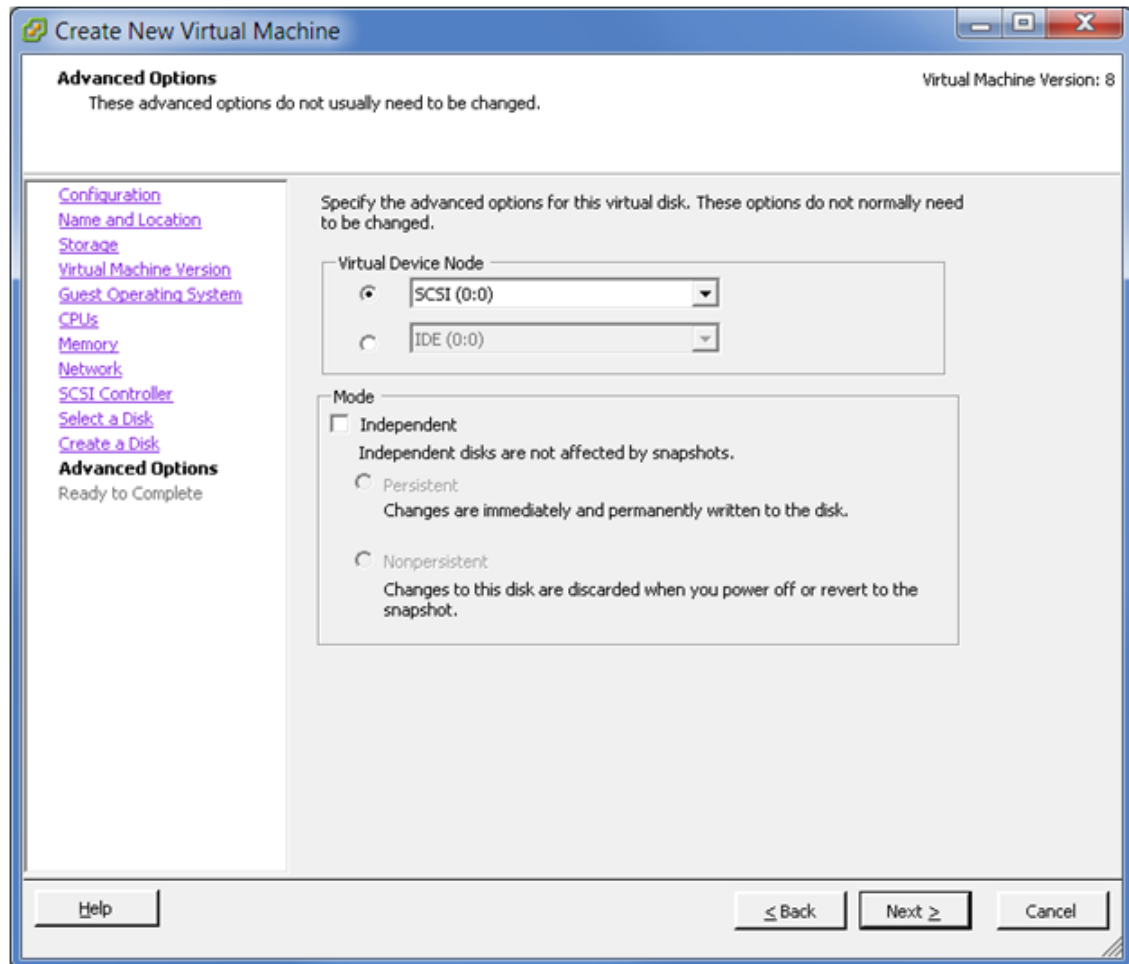 Create New Virtual Machine
Advanced Options
Virtual Machine Version: 8
These advanced options do not usually need to be changed.
Configuration
Name and Location
Storage
Virtual Machine Version
Guest Operating System
CPUs
Memory
Network
SCSI Controller
Select a Disk
Create a Disk
Advanced Options
Ready to Complete
Specify the advanced options for this virtual disk. These options do not normally need
to be changed.
Virtual Device Node
SCSI (0:0)
IDE (0:0)
Mode
Independent
Independent disks are not affected by snapshots.
Persistent
Changes are immediately and permanently written to the disk.
Nonpersistent
Changes to this disk are discarded when you power off or revert to the
snapshot.
Help
< Back
Next >
Cancel